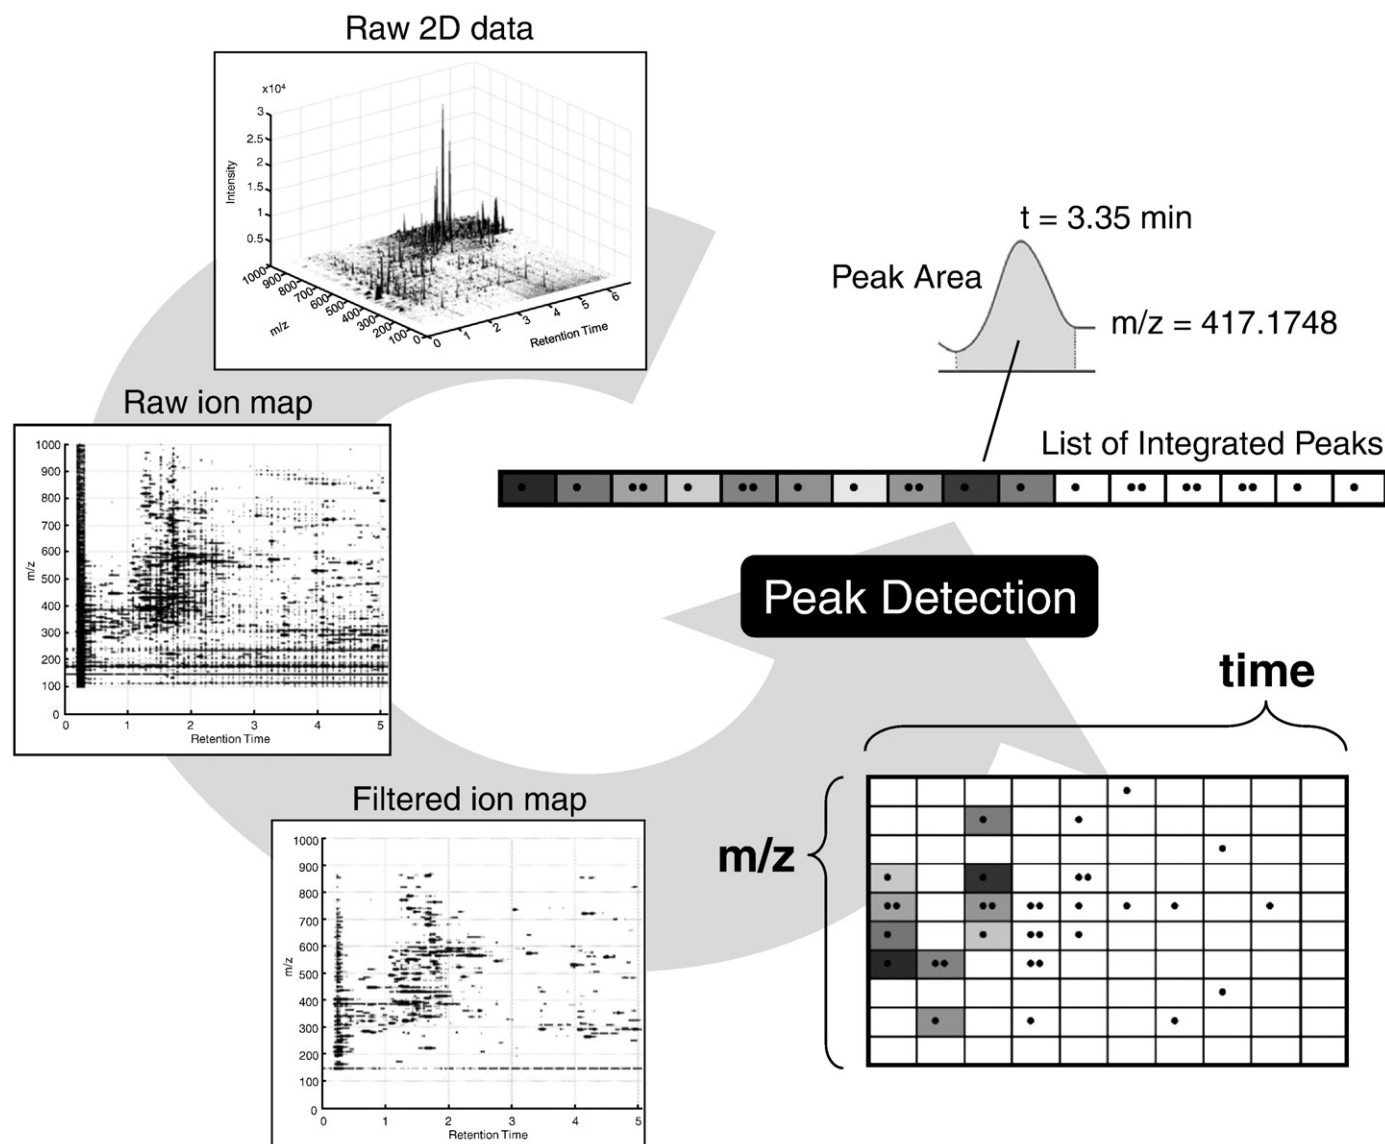 Raw 2D data
x10⁴
3
2.5
2
1.5
1
0.5
Intensity
1000
900
800
700
600
500
400
300
200
100
0
m/z
0
1
2
3
4
5
6
Retention Time
t = 3.35 min
Peak Area
m/z = 417.1748
List of Integrated Peaks
Raw ion map
1000
900
800
700
600
500
400
300
200
100
0
m/z
0 1 2 3 4 5
Retention Time
Peak Detection
time
m/z
Filtered ion map
1000
900
800
700
600
500
400
300
200
100
0
m/z
0 1 2 3 4 5
Retention Time